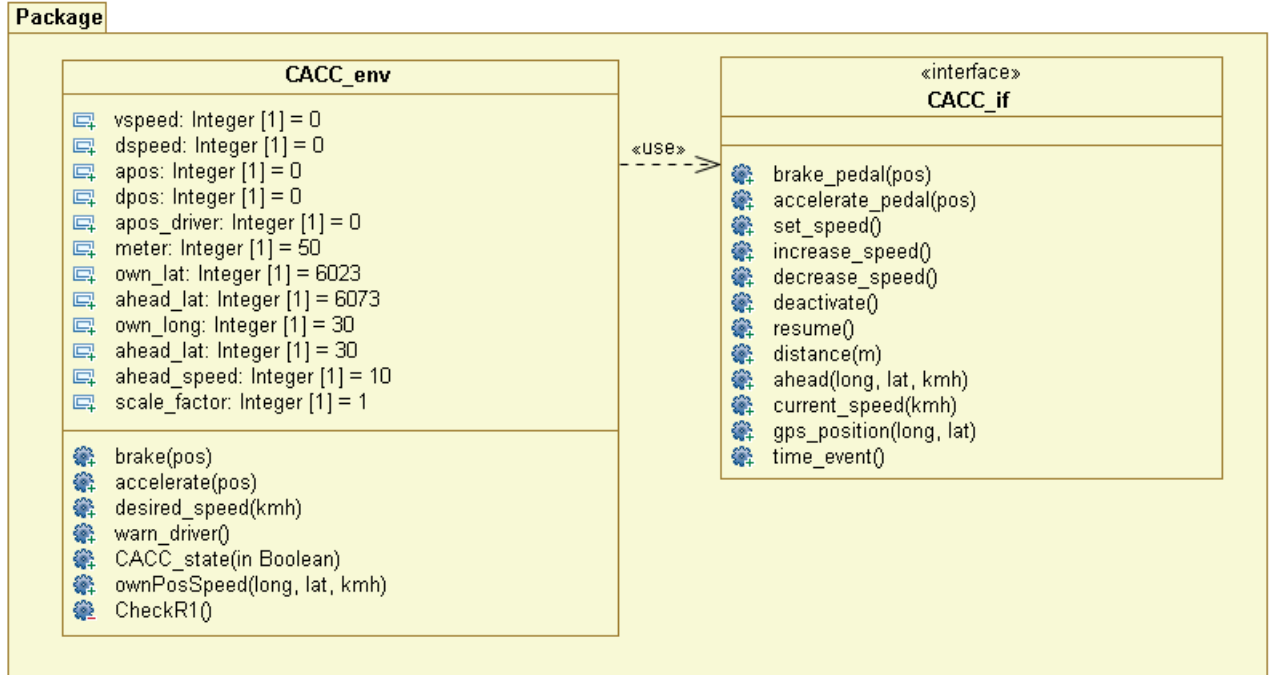 Package
CACC_env
vspeed: Integer [1] = 0
dspeed: Integer [1] = 0
apos: Integer [1] = 0
dpos: Integer [1] = 0
apos_driver: Integer [1] = 0
meter: Integer [1] = 50
own_lat: Integer [1] = 6023
ahead_lat: Integer [1] = 6073
own_long: Integer [1] = 30
ahead_lat: Integer [1] = 30
ahead_speed: Integer [1] = 10
scale_factor: Integer [1] = 1
brake(pos)
accelerate(pos)
desired_speed(kmh)
warn_driver()
CACC_state(in Boolean)
ownPosSpeed(long, lat, kmh)
CheckR1()
«use»
«interface»
CACC_if
brake_pedal(pos)
accelerate_pedal(pos)
set_speed()
increase_speed()
decrease_speed()
deactivate()
resume()
distance(m)
ahead(long, lat, kmh)
current_speed(kmh)
gps_position(long, lat)
time_event()